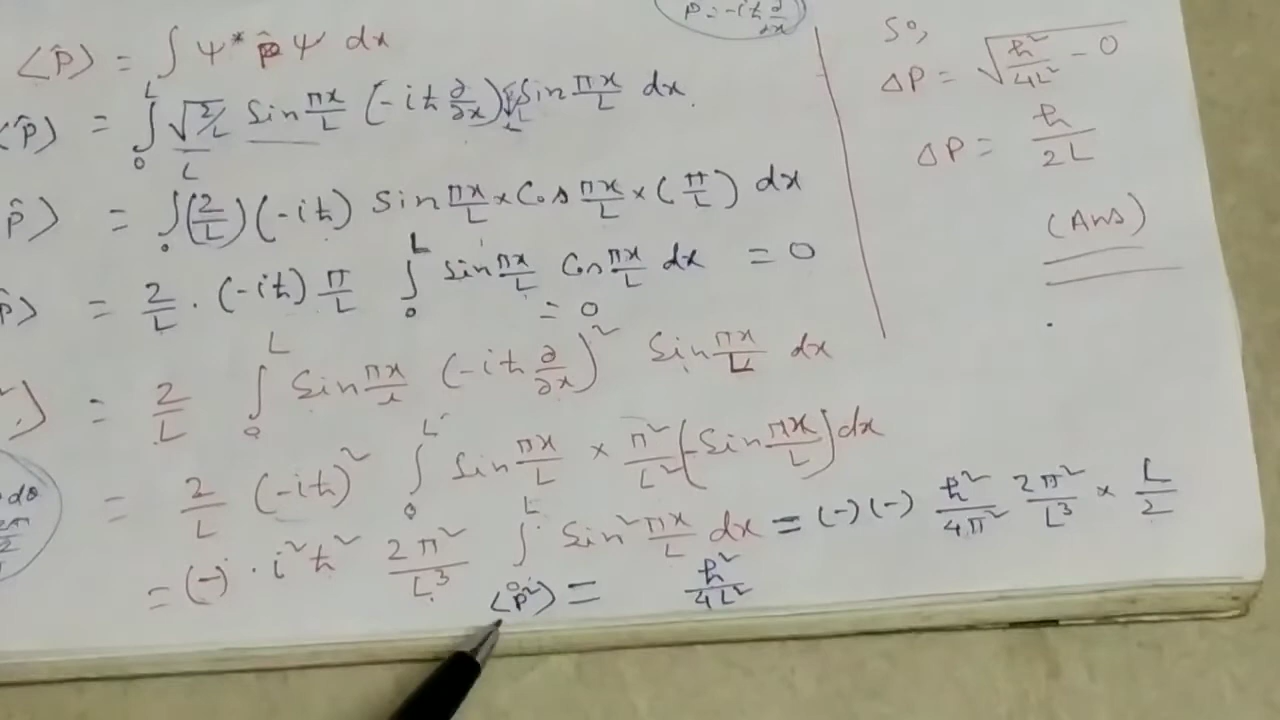 P = -iħ ∂/∂x
⟨p̂⟩ = ∫ ψ* p̂ ψ dx
⟨p̂⟩ = ∫₀ᴸ √2/L Sin πx/L (-iħ ∂/∂x) Sin πx/L dx
p̂⟩ = ∫₀ (2/L) (-iħ) Sin πx/L × Cos πx/L × (π/L) dx
p̂⟩ = 2/L · (-iħ) π/L ∫₀ᴸ Sin πx/L Cos πx/L dx = 0
= 0
²⟩ = 2/L ∫₀ᴸ Sin πx/L (-iħ ∂/∂x)² Sin πx/L dx
= 2/L (-iħ)² ∫₀ᴸ Sin πx/L × π²/L² (-Sin πx/L) dx
= (-) · i²ħ² 2π²/L³ ∫₀ᴸ Sin² πx/L dx = (-)(-) ħ²/4π² 2π²/L³ × L/2
⟨p̂²⟩ = ħ²/4L²
So,
ΔP = √ħ²/4L² - 0
ΔP = ħ/2L
(Ans)